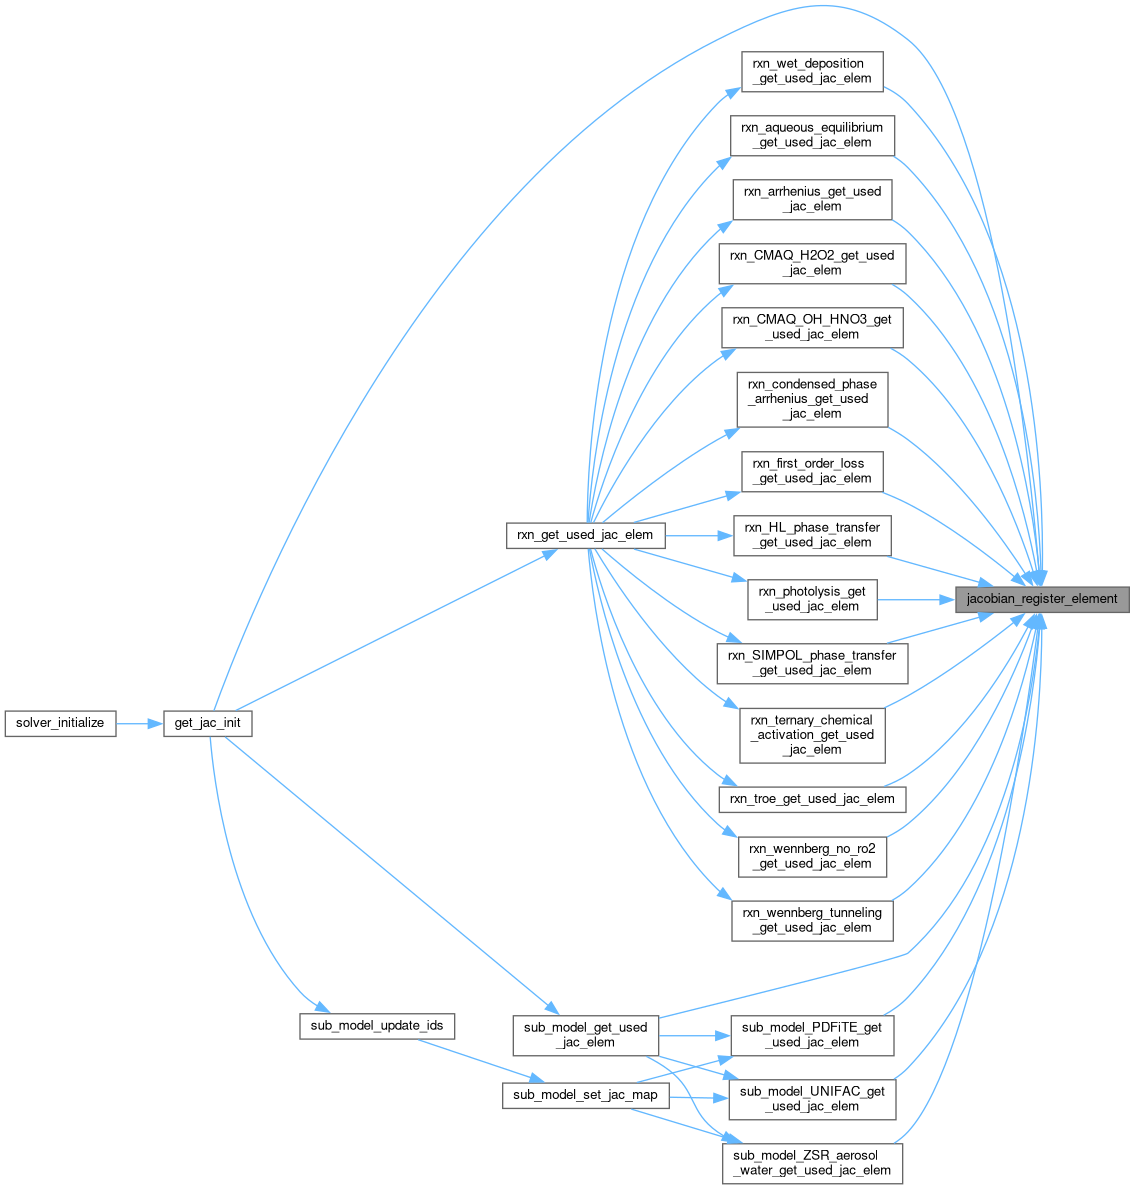 rxn_wet_deposition
_get_used_jac_elem
rxn_aqueous_equilibrium
_get_used_jac_elem
rxn_arrhenius_get_used
_jac_elem
rxn_CMAQ_H2O2_get_used
_jac_elem
rxn_CMAQ_OH_HNO3_get
_used_jac_elem
rxn_condensed_phase
_arrhenius_get_used
_jac_elem
rxn_first_order_loss
_get_used_jac_elem
rxn_get_used_jac_elem
rxn_HL_phase_transfer
_get_used_jac_elem
rxn_photolysis_get
_used_jac_elem
jacobian_register_element
rxn_SIMPOL_phase_transfer
_get_used_jac_elem
solver_initialize
get_jac_init
rxn_ternary_chemical
_activation_get_used
_jac_elem
rxn_troe_get_used_jac_elem
rxn_wennberg_no_ro2
_get_used_jac_elem
rxn_wennberg_tunneling
_get_used_jac_elem
sub_model_update_ids
sub_model_get_used
_jac_elem
sub_model_PDFiTE_get
_used_jac_elem
sub_model_set_jac_map
sub_model_UNIFAC_get
_used_jac_elem
sub_model_ZSR_aerosol
_water_get_used_jac_elem